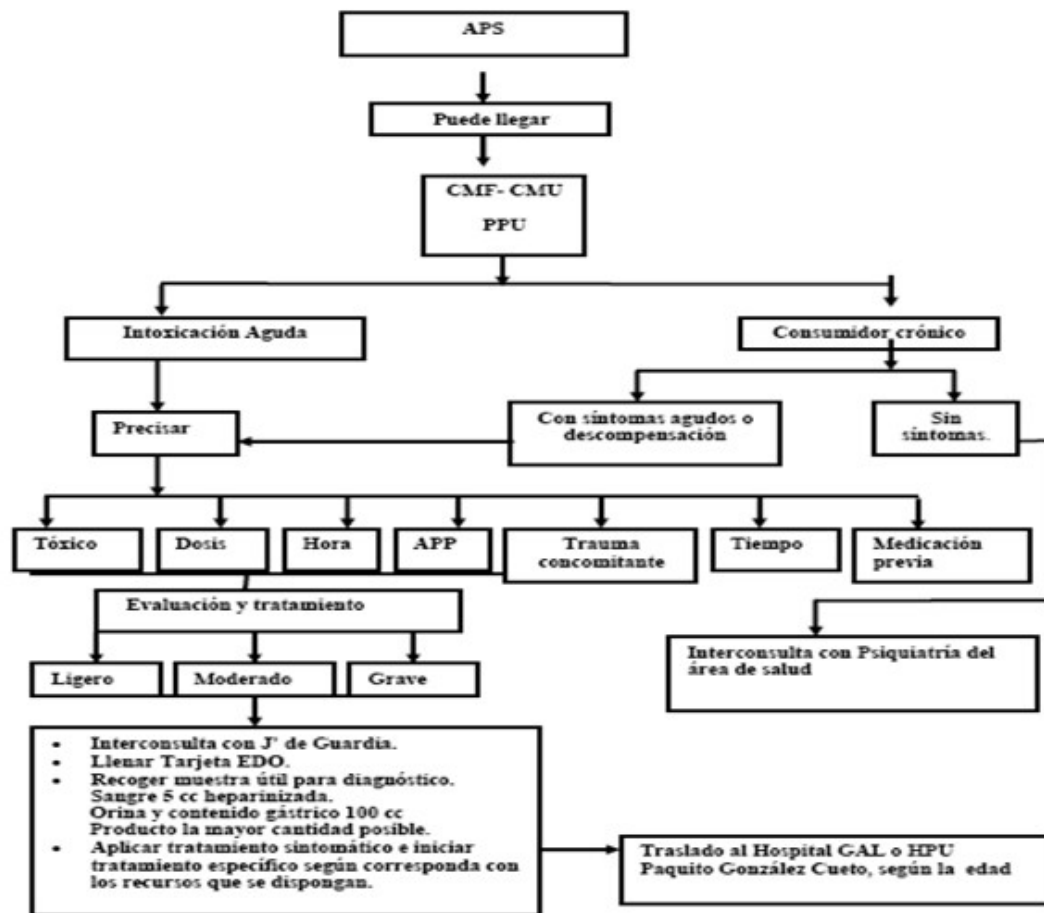 APS
Puede llegar
CMF- CMU
PPU
Intoxicación Aguda
Consumidor crónico
Precisar
Con síntomas agudos o
descompensación
Sin
síntomas.
Tóxico
Dosis
Hora
APP
Trauma
concomitante
Tiempo
Medicación
previa
Evaluación y tratamiento
Interconsulta con Psiquiatría del
área de salud
Ligero
Moderado
Grave
• Interconsulta con J' de Guardia.
• Llenar Tarjeta EDO.
• Recoger muestra útil para diagnóstico.
Sangre 5 cc heparinizada.
Orina y contenido gástrico 100 cc
Producto la mayor cantidad posible.
• Aplicar tratamiento sintomático e iniciar
tratamiento específico según corresponda con
los recursos que se dispongan.
Traslado al Hospital GAL o HPU
Paquito González Cueto, según la edad